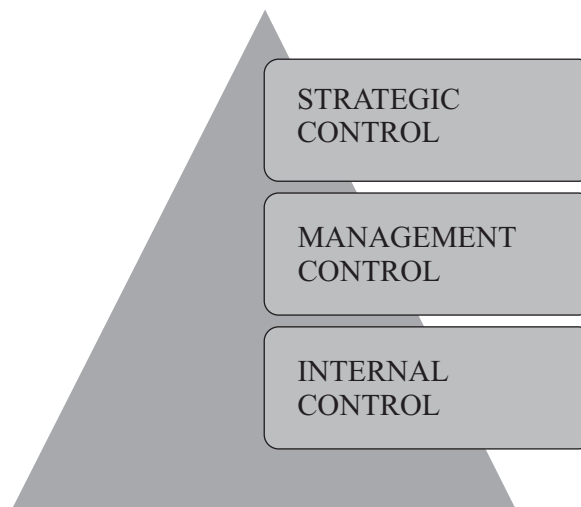 STRATEGIC
CONTROL
MANAGEMENT
CONTROL
INTERNAL
CONTROL